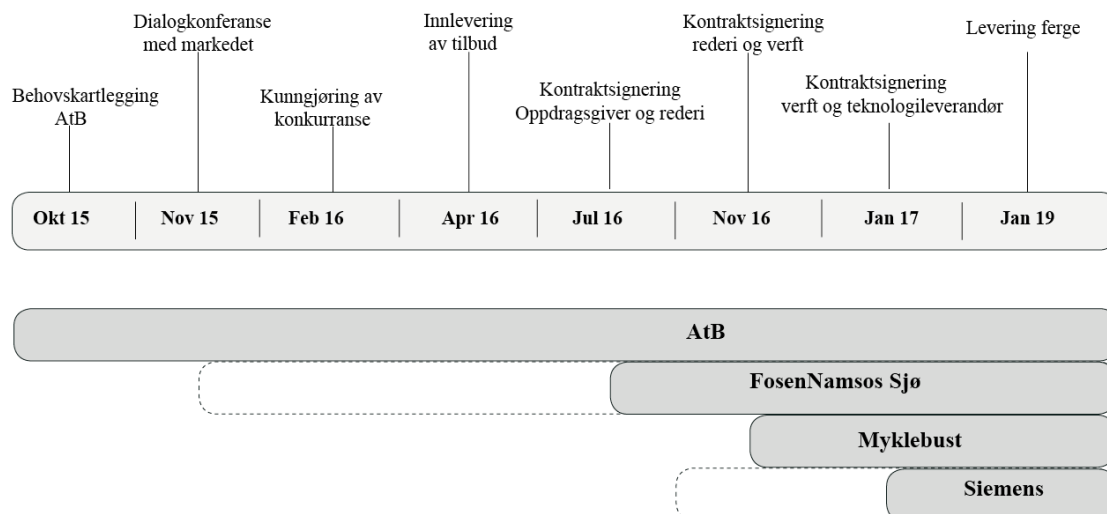 Dialogkonferanse
med markedet
Innlevering
av tilbud
Kontraktsignering
rederi og verft
Levering ferge
Behovskartlegging
AtB
Kunngjøring av
konkurranse
Kontraktsignering
Oppdragsgiver og rederi
Kontraktsignering
verft og teknologileverandør
Okt 15
Nov 15
Feb 16
Apr 16
Jul 16
Nov 16
Jan 17
Jan 19
AtB
FosenNamsos Sjø
Myklebust
Siemens